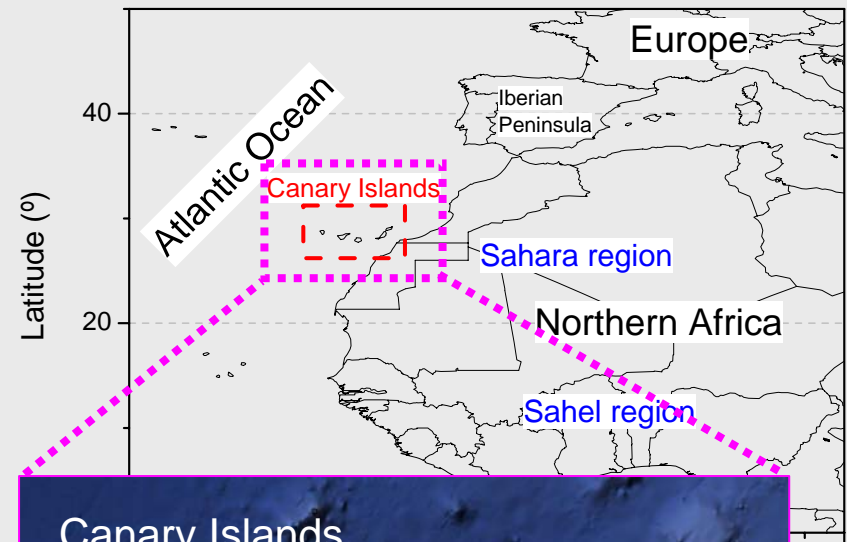 Europe
Iberian
Peninsula
40
Atlantic Ocean
Canary Islands
Latitude (º)
Sahara region
20
Northern Africa
Sahel region
Canary Islands